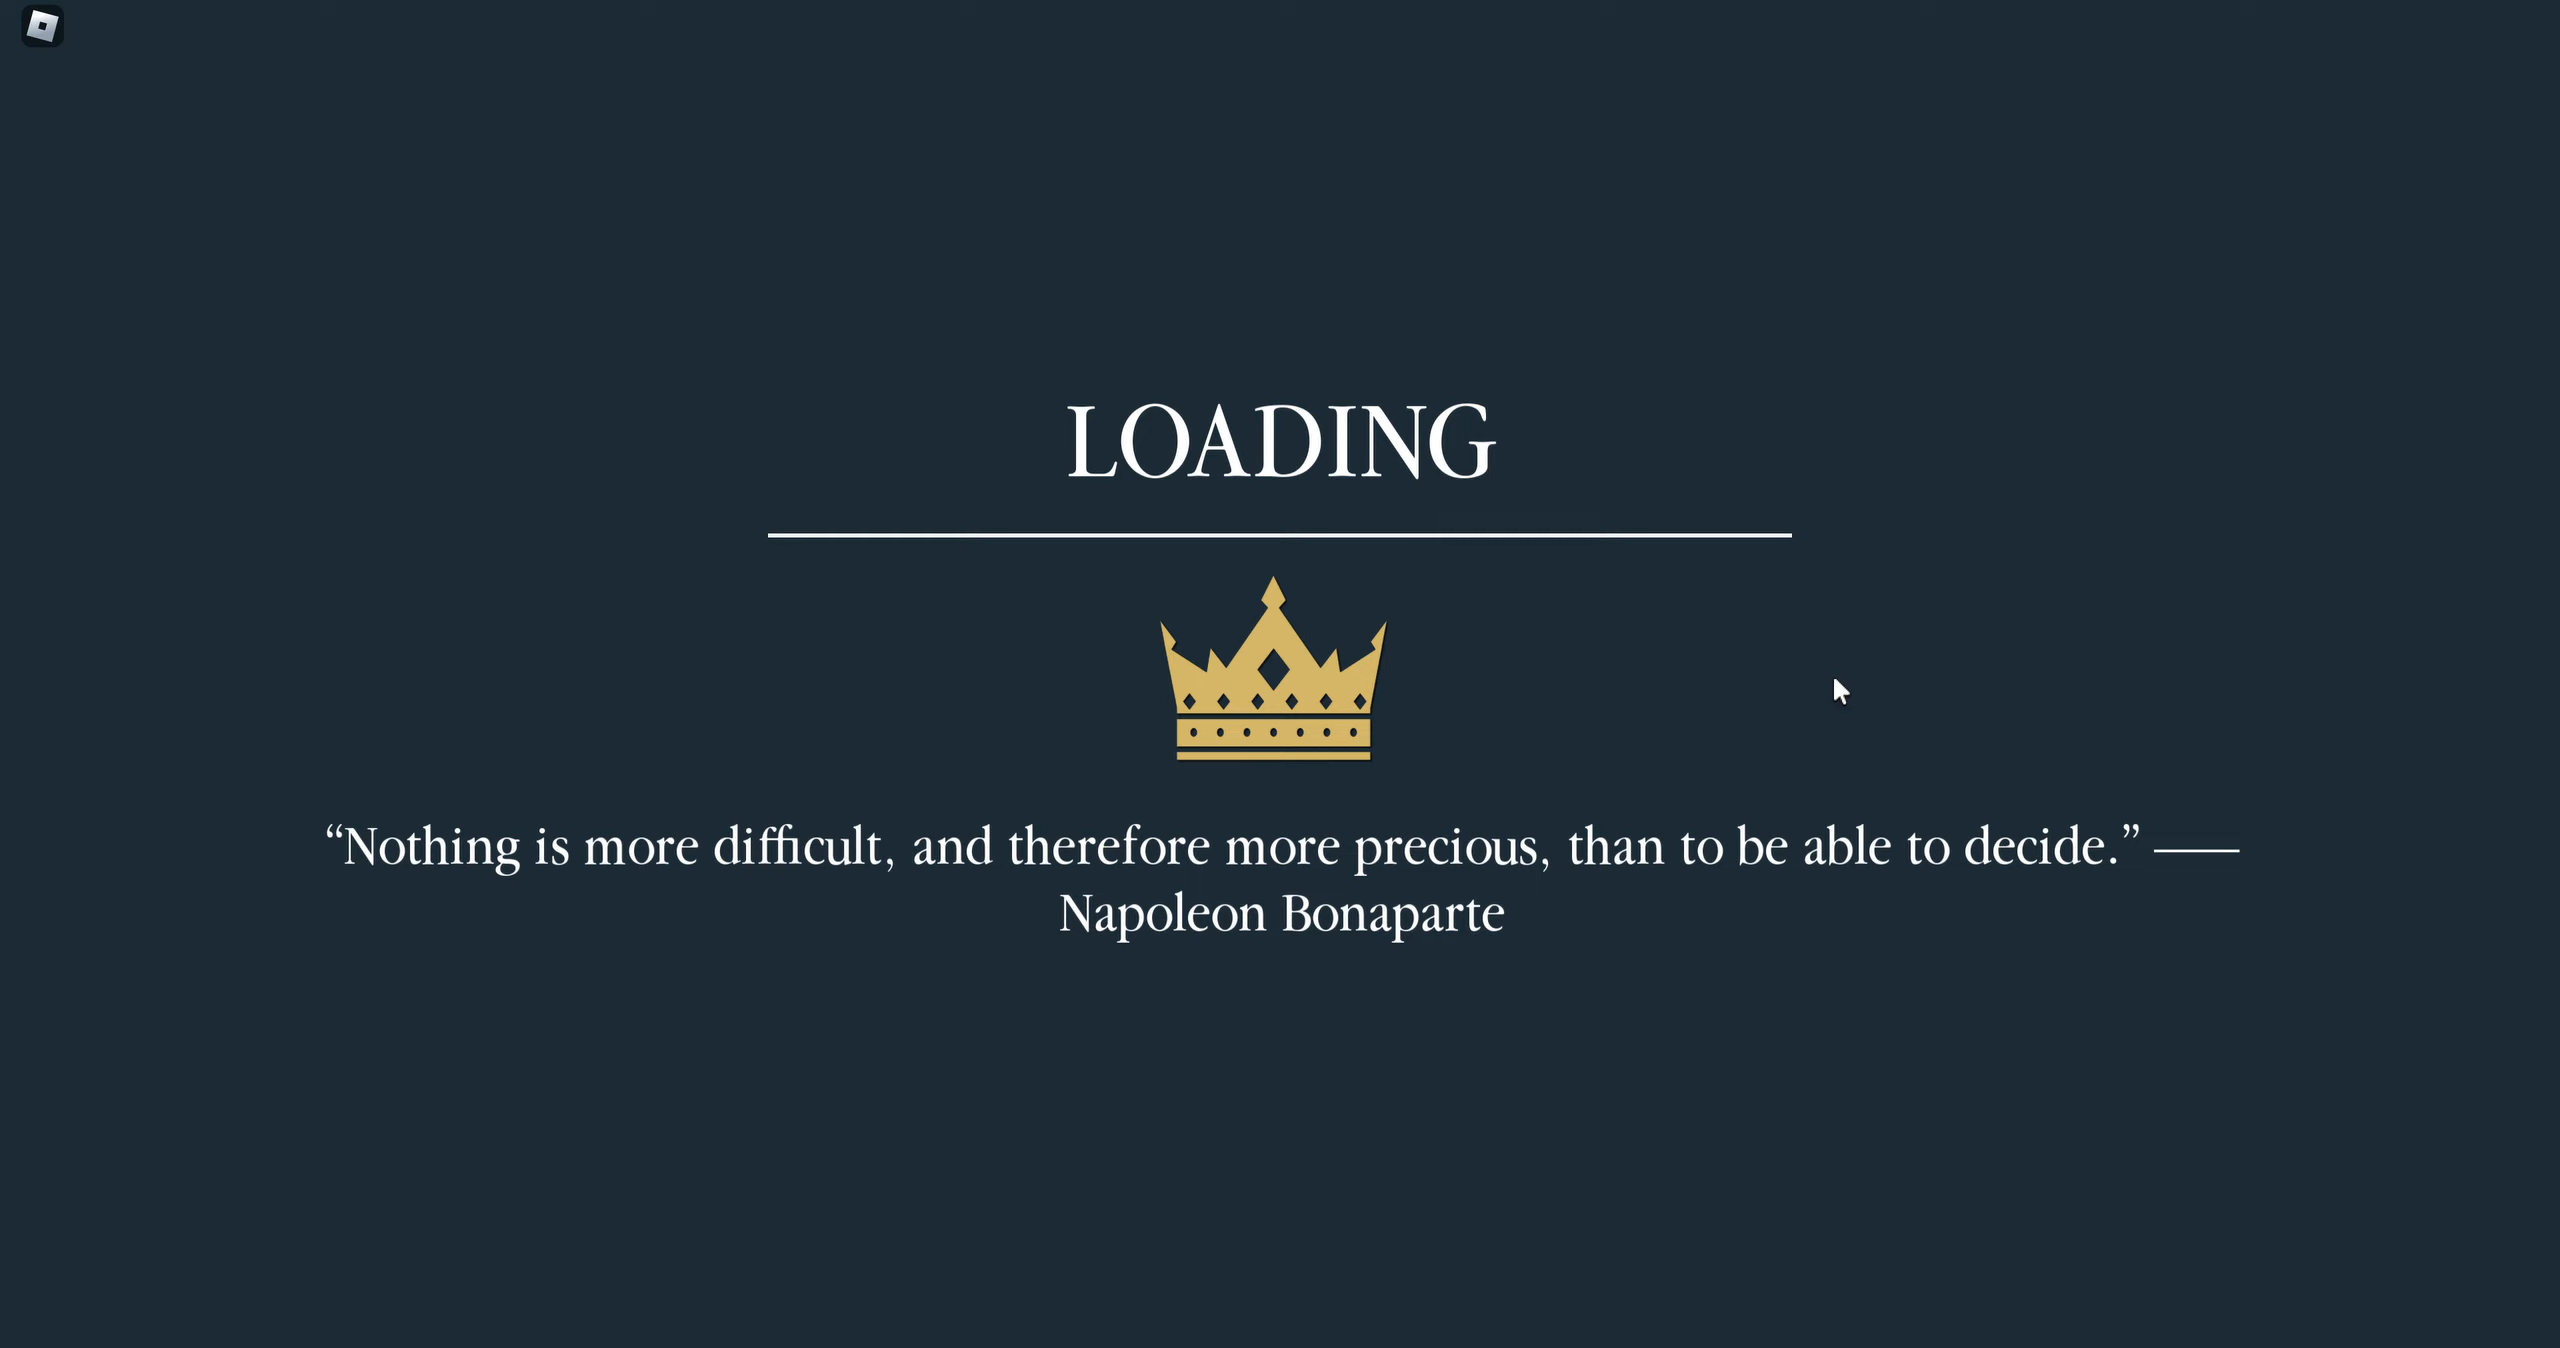 LOADING
“Nothing is more difficult, and therefore more precious, than to be able to decide.” ——
Napoleon Bonaparte